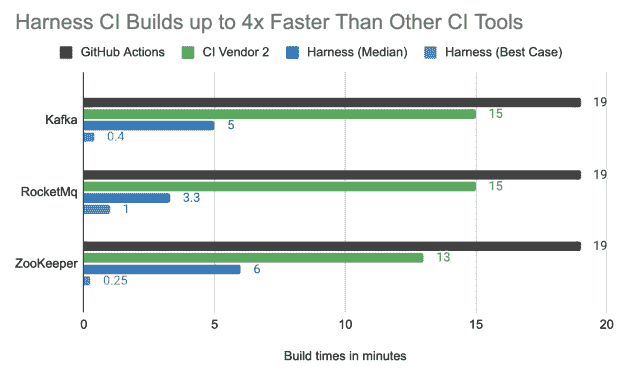 Harness CI Builds up to 4x Faster Than Other CI Tools
GitHub Actions CI Vendor 2 Harness (Median) Harness (Best Case)
Kafka
19
15
5
0.4
RocketMq
19
15
3.3
1
ZooKeeper
19
13
6
0.25
0 5 10 15 20
Build times in minutes